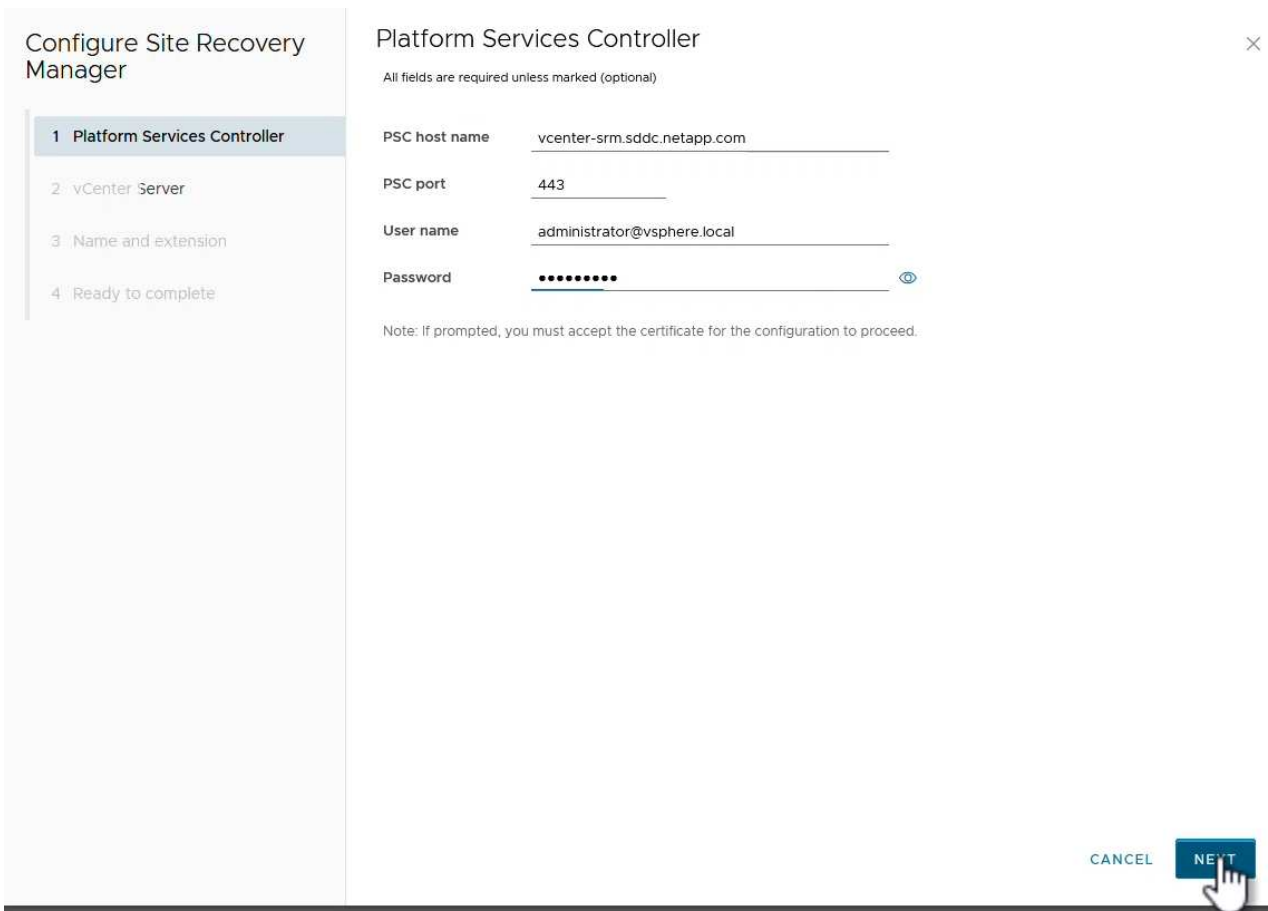 Configure Site Recovery
Manager
1 Platform Services Controller
2 vCenter Server
3 Name and extension
4 Ready to complete
Platform Services Controller
All fields are required unless marked (optional)
PSC host name vcenter-srm.sddc.netapp.com
PSC port 443
User name administrator@vsphere.local
Password •••••••••
Note: If prompted, you must accept the certificate for the configuration to proceed.
CANCEL NEXT